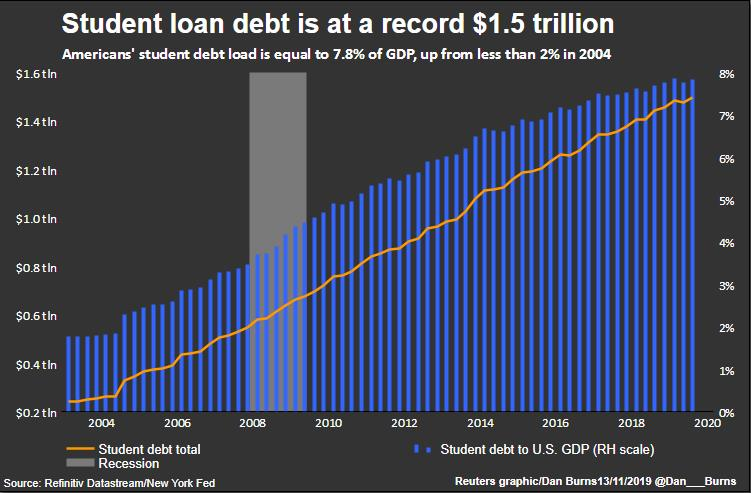 Student loan debt is at a record $1.5 trillion
Americans' student debt load is equal to 7.8% of GDP, up from less than 2% in 2004
$1.6 tln
$1.4 tln
$1.2 tln
$1.0 tln
$0.8 tln
$0.6 tln
$0.4 tln
$0.2 tln
8%
7%
6%
5%
4%
3%
2%
1%
0%
2004 2006 2008 2010 2012 2014 2016 2018 2020
Student debt total
Student debt to U.S. GDP (RH scale)
Recession
Source: Refinitiv Datastream/New York Fed
Reuters graphic/Dan Burns13/11/2019 @Dan___Burns